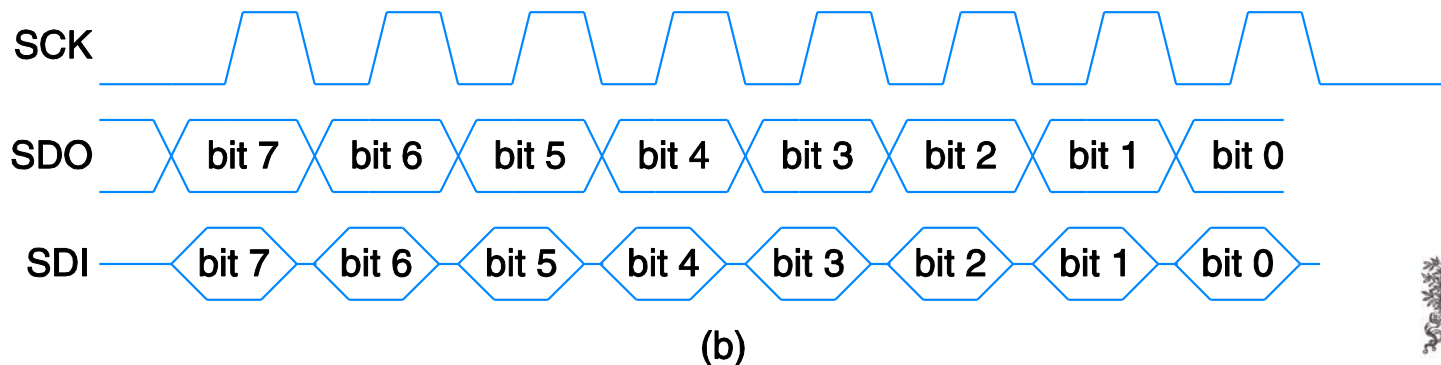 SCK
SDO bit 7 bit 6 bit 5 bit 4 bit 3 bit 2 bit 1 bit 0
SDI bit 7 bit 6 bit 5 bit 4 bit 3 bit 2 bit 1 bit 0
(b)